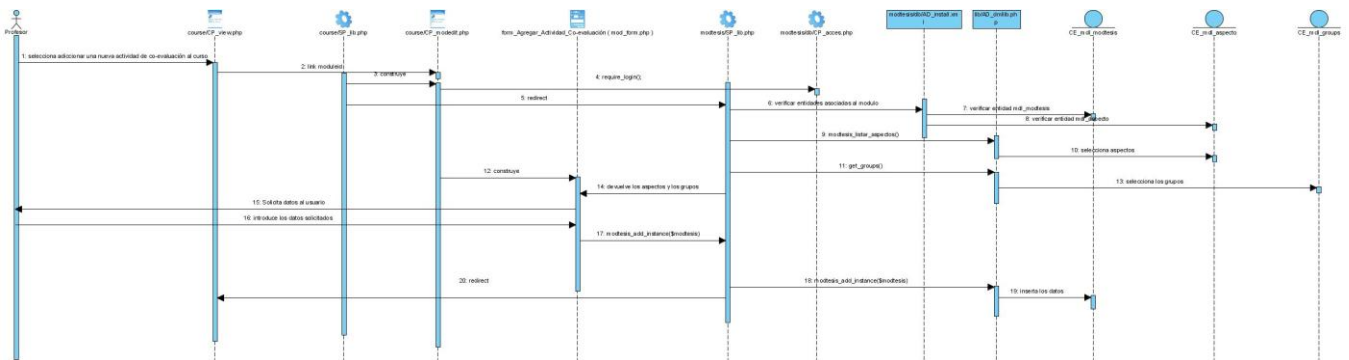 modtesis/db/AD_install.xm
l
lib/AD_dmllib.ph
p
Profesor
course/CP_view.php
course/SP_lib.php
course/CP_modedit.php
form_Agregar_Actividad_Co-evaluación ( mod_form.php )
modtesis/SP_lib.php
modtesis/db/CP_acces.php
CE_mdl_modtesis
CE_mdl_aspecto
CE_mdl_groups
1: selecciona adiccionar una nueva actividad de co-evaluación al curso
2: link moduleid
3: construye
4: require_login();
5: redirect
6: verificar entidades asociadas al modulo
7: verificar entidad mdl_modtesis
8: verificar entidad mdl_aspecto
9: modtesis_listar_aspectos()
10: selecciona aspectos
11: get_groups()
12: construye
13: selecciona los grupos
14: devuelve los aspectos y los grupos
15: Solicita datos al usuario
16: introduce los datos solicitados
17: modtesis_add_instance($modtesis)
18: modtesis_add_instance($modtesis)
19: inserta los datos
20: redirect